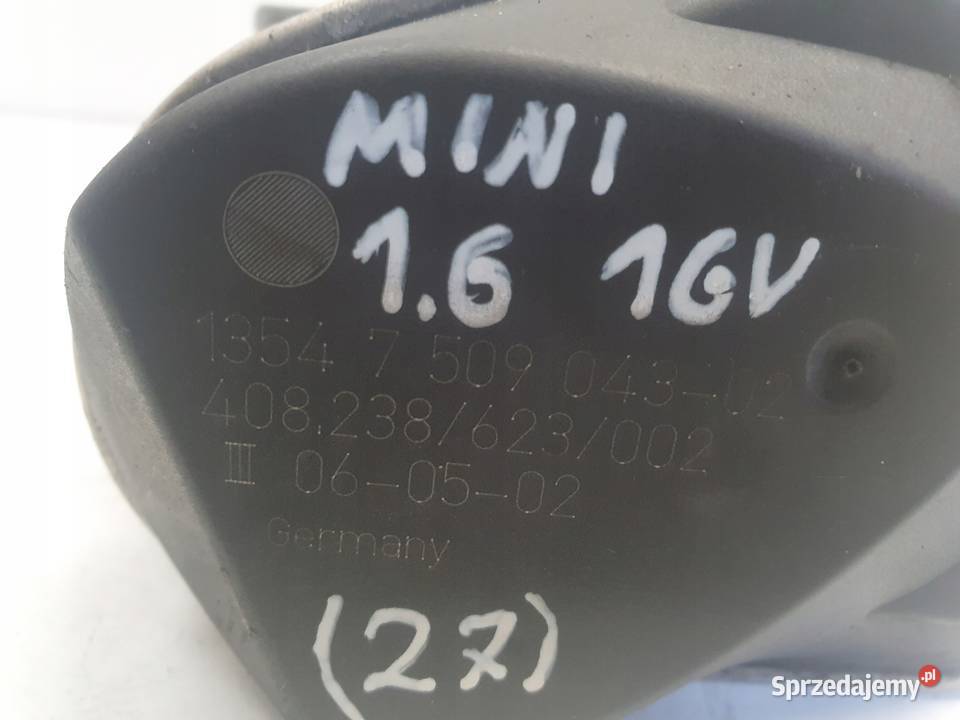 MINI
1.6 16V
1354 7 509 043-02
408.238/623/002
III 06-05-02
Germany
(27)
Sprzedajemy.pl